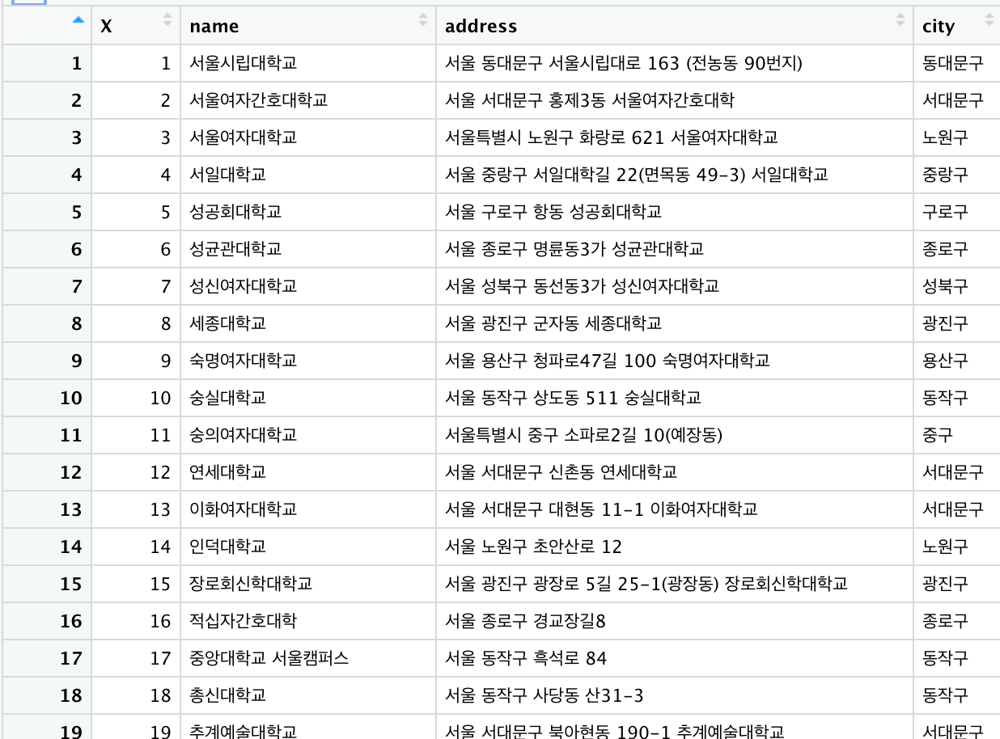 X name address city
1 1 서울시립대학교 서울 동대문구 서울시립대로 163 (전농동 90번지) 동대문구
2 2 서울여자간호대학교 서울 서대문구 홍제3동 서울여자간호대학 서대문구
3 3 서울여자대학교 서울특별시 노원구 화랑로 621 서울여자대학교 노원구
4 4 서일대학교 서울 중랑구 서일대학길 22(면목동 49-3) 서일대학교 중랑구
5 5 성공회대학교 서울 구로구 항동 성공회대학교 구로구
6 6 성균관대학교 서울 종로구 명륜동3가 성균관대학교 종로구
7 7 성신여자대학교 서울 성북구 동선동3가 성신여자대학교 성북구
8 8 세종대학교 서울 광진구 군자동 세종대학교 광진구
9 9 숙명여자대학교 서울 용산구 청파로47길 100 숙명여자대학교 용산구
10 10 숭실대학교 서울 동작구 상도동 511 숭실대학교 동작구
11 11 숭의여자대학교 서울특별시 중구 소파로2길 10(예장동) 중구
12 12 연세대학교 서울 서대문구 신촌동 연세대학교 서대문구
13 13 이화여자대학교 서울 서대문구 대현동 11-1 이화여자대학교 서대문구
14 14 인덕대학교 서울 노원구 초안산로 12 노원구
15 15 장로회신학대학교 서울 광진구 광장로 5길 25-1(광장동) 장로회신학대학교 광진구
16 16 적십자간호대학 서울 종로구 경교장길8 종로구
17 17 중앙대학교 서울캠퍼스 서울 동작구 흑석로 84 동작구
18 18 총신대학교 서울 동작구 사당동 산31-3 동작구
19 19 추계예술대학교 서울 서대문구 북아현동 190-1 추계예술대학교 서대문구